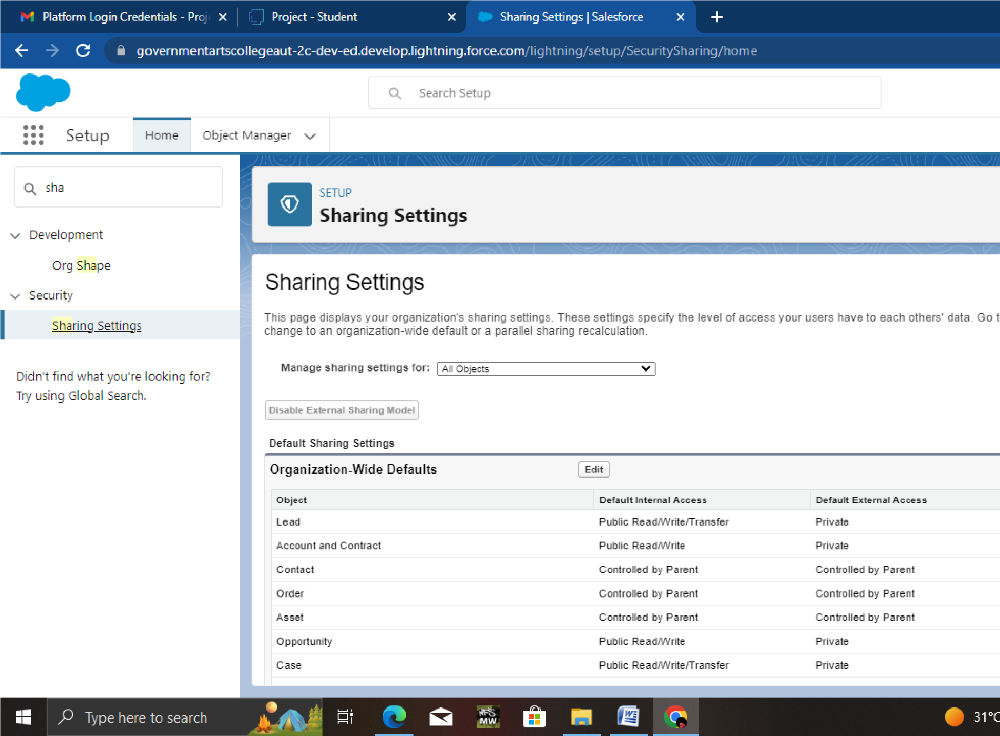 Platform Login Credentials - Proj
Project - Student
Sharing Settings | Salesforce
governmentartscollegeaut-2c-dev-ed.develop.lightning.force.com/lightning/setup/SecuritySharing/home
Search Setup
Setup
Home
Object Manager
sha
Development
Org Shape
Security
Sharing Settings
Didn't find what you're looking for?
Try using Global Search.
SETUP
Sharing Settings
Sharing Settings
This page displays your organization's sharing settings. These settings specify the level of access your users have to each others' data. Go
change to an organization-wide default or a parallel sharing recalculation.
Manage sharing settings for: All Objects
Disable External Sharing Model
Default Sharing Settings
Organization-Wide Defaults Edit
Object Default Internal Access Default External Access
Lead Public Read/Write/Transfer Private
Account and Contract Public Read/Write Private
Contact Controlled by Parent Controlled by Parent
Order Controlled by Parent Controlled by Parent
Asset Controlled by Parent Controlled by Parent
Opportunity Public Read/Write Private
Case Public Read/Write/Transfer Private
Type here to search
MW
W
31°C